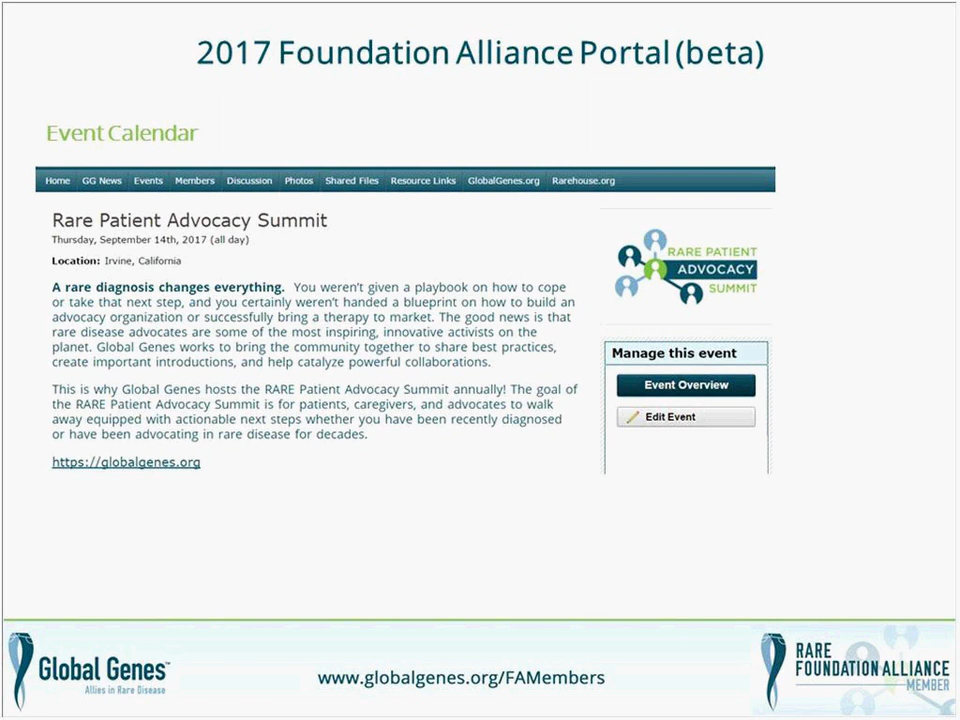 2017 Foundation Alliance Portal (beta)
Event Calendar
Home GG News Events Members Discussion Photos Shared Files Resource Links GlobalGenes.org Rarehouse.org
Rare Patient Advocacy Summit
Thursday, September 14th, 2017 (all day)
Location: Irvine, California
A rare diagnosis changes everything. You weren't given a playbook on how to cope
or take that next step, and you certainly weren't handed a blueprint on how to build an
advocacy organization or successfully bring a therapy to market. The good news is that
rare disease advocates are some of the most inspiring, innovative activists on the
planet. Global Genes works to bring the community together to share best practices,
create important introductions, and help catalyze powerful collaborations.
This is why Global Genes hosts the RARE Patient Advocacy Summit annually! The goal of
the RARE Patient Advocacy Summit is for patients, caregivers, and advocates to walk
away equipped with actionable next steps whether you have been recently diagnosed
or have been advocating in rare disease for decades.
https://globalgenes.org
RARE PATIENT
ADVOCACY
SUMMIT
Manage this event
Event Overview
Edit Event
Global Genes™
Allies in Rare Disease
www.globalgenes.org/FAMembers
RARE
FOUNDATION ALLIANCE
MEMBER